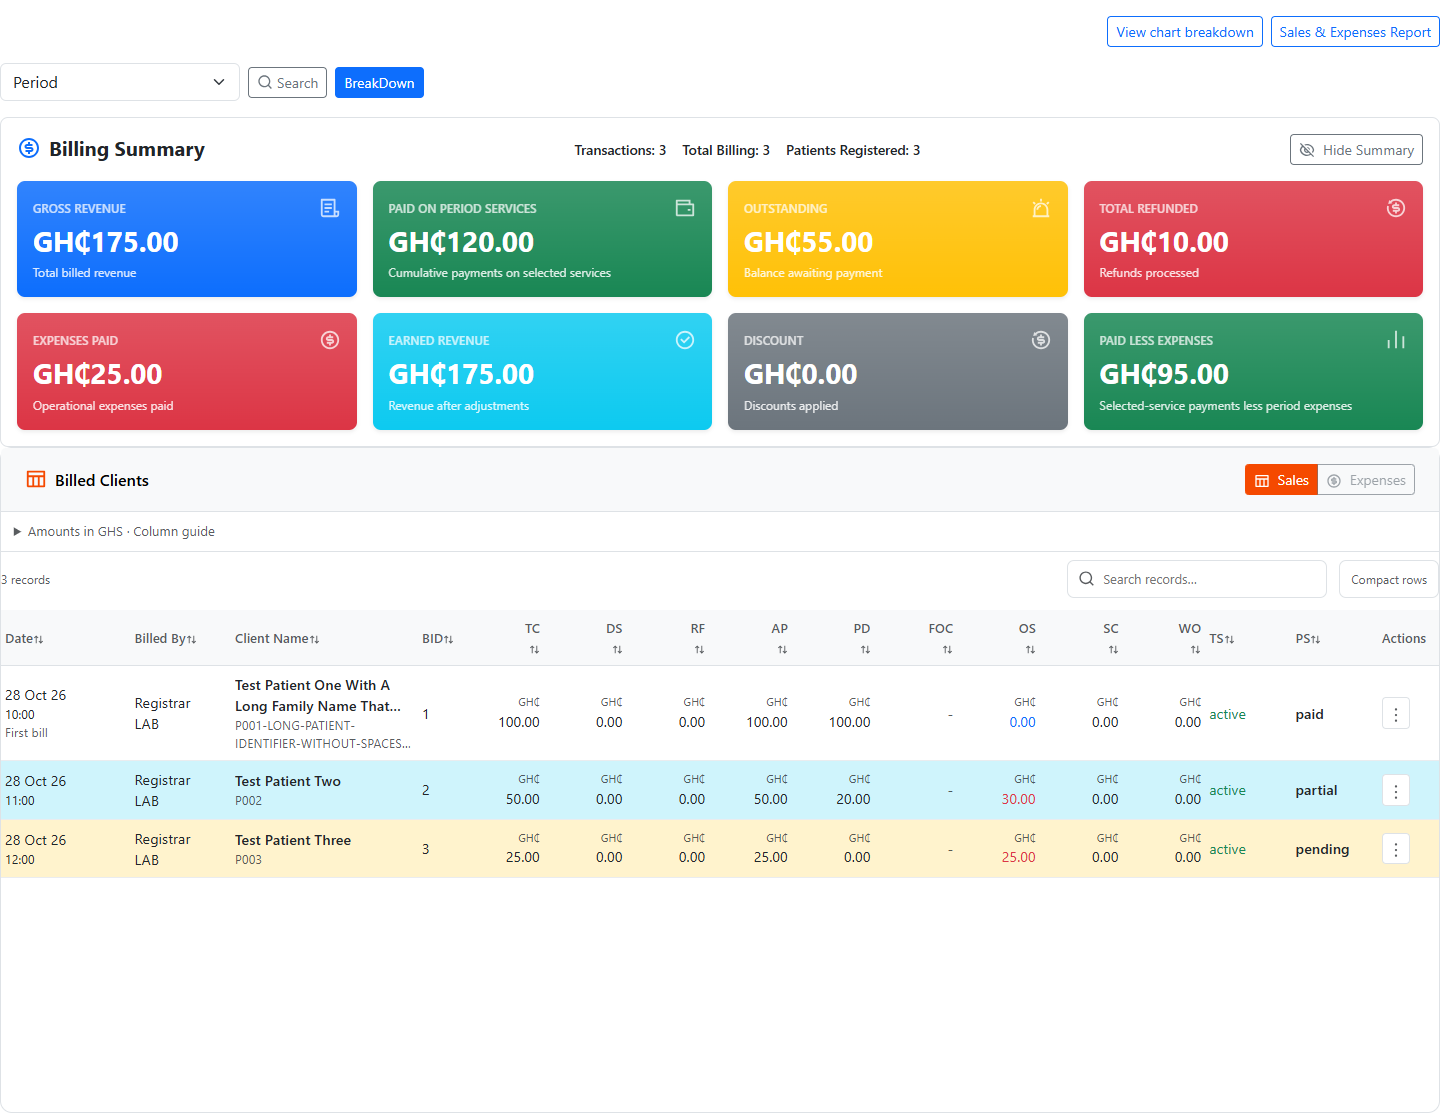 View chart breakdown Sales & Expenses Report
Period Search BreakDown
Billing Summary Transactions: 3 Total Billing: 3 Patients Registered: 3 Hide Summary
GROSS REVENUE
GH₵175.00
Total billed revenue
PAID ON PERIOD SERVICES
GH₵120.00
Cumulative payments on selected services
OUTSTANDING
GH₵55.00
Balance awaiting payment
TOTAL REFUNDED
GH₵10.00
Refunds processed
EXPENSES PAID
GH₵25.00
Operational expenses paid
EARNED REVENUE
GH₵175.00
Revenue after adjustments
DISCOUNT
GH₵0.00
Discounts applied
PAID LESS EXPENSES
GH₵95.00
Selected-service payments less period expenses
Billed Clients Sales Expenses
▶ Amounts in GHS · Column guide
3 records Search records... Compact rows
Date↑↓ Billed By↑↓ Client Name↑↓ BID↑↓ TC ↑↓ DS ↑↓ RF ↑↓ AP ↑↓ PD ↑↓ FOC ↑↓ OS ↑↓ SC ↑↓ WO ↑↓ TS↑↓ PS↑↓ Actions
28 Oct 26
10:00
First bill
Registrar
LAB
Test Patient One With A
Long Family Name That...
P001-LONG-PATIENT-
IDENTIFIER-WITHOUT-SPACES...
1
GH₵ 100.00 GH₵ 0.00 GH₵ 0.00 GH₵ 100.00 GH₵ 100.00 - GH₵ 0.00 GH₵ 0.00 GH₵ 0.00 active paid ⋮
28 Oct 26
11:00
Registrar
LAB
Test Patient Two
P002
2
GH₵ 50.00 GH₵ 0.00 GH₵ 0.00 GH₵ 50.00 GH₵ 20.00 - GH₵ 30.00 GH₵ 0.00 GH₵ 0.00 active partial ⋮
28 Oct 26
12:00
Registrar
LAB
Test Patient Three
P003
3
GH₵ 25.00 GH₵ 0.00 GH₵ 0.00 GH₵ 25.00 GH₵ 0.00 - GH₵ 25.00 GH₵ 0.00 GH₵ 0.00 active pending ⋮